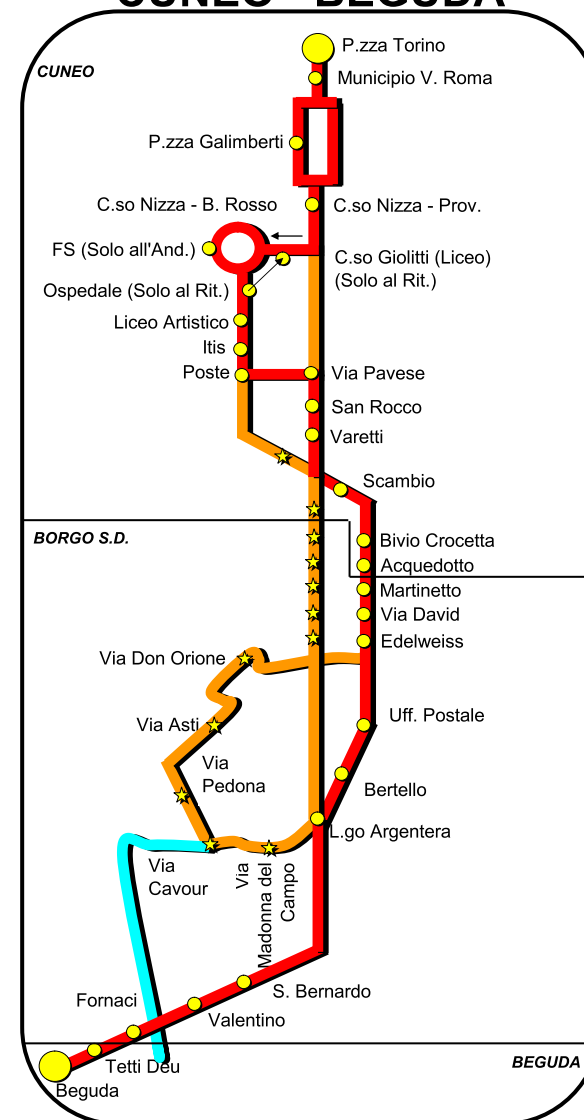 CUNEO - BEGUDA
P.zza Torino
CUNEO
Municipio V. Roma
P.zza Galimberti
C.so Nizza - B. Rosso
C.so Nizza - Prov.
FS (Solo all'And.)
C.so Giolitti (Liceo)
(Solo al Rit.)
Ospedale (Solo al Rit.)
Liceo Artistico
Itis
Poste
Via Pavese
San Rocco
Varetti
Scambio
BORGO S.D.
Bivio Crocetta
Acquedotto
Martinetto
Via David
Edelweiss
Via Don Orione
Uff. Postale
Via Asti
Via
Pedona
Bertello
L.go Argentera
Via
Cavour
Via
Madonna del
Campo
S. Bernardo
Fornaci
Valentino
Tetti Deu
BEGUDA
Beguda